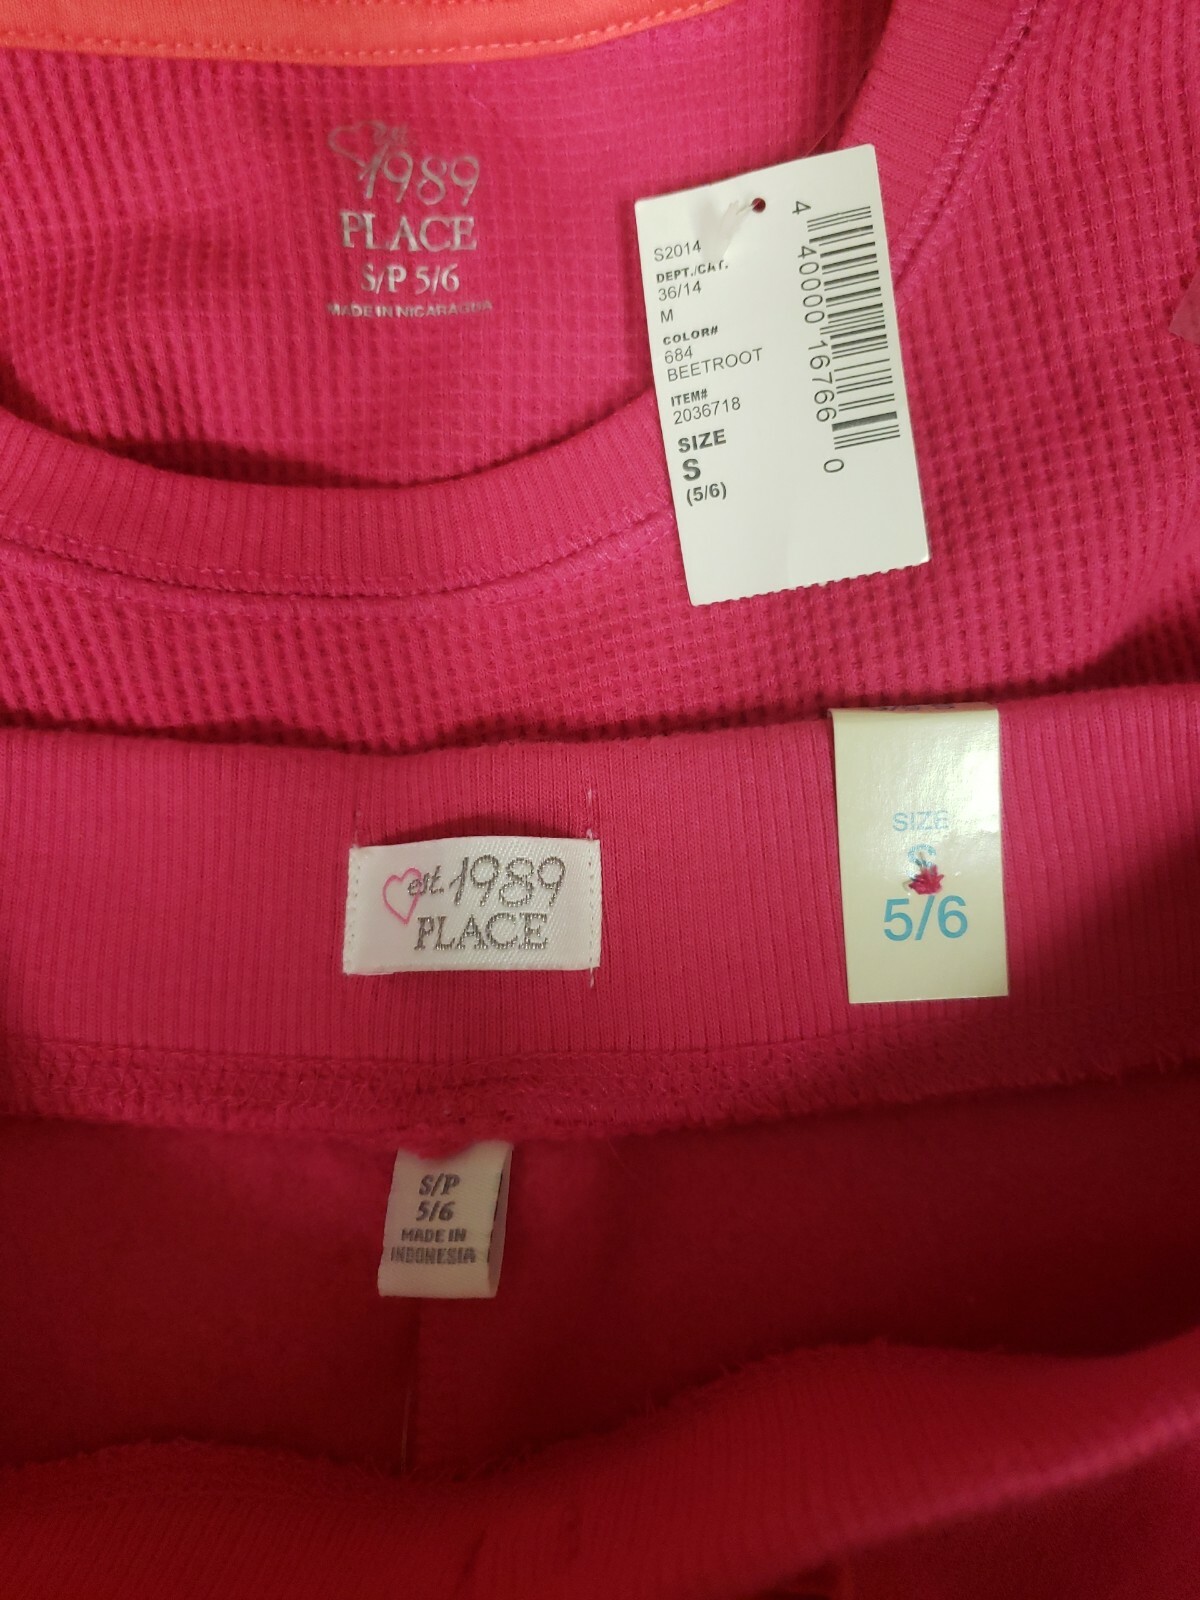 est.
1989
PLACE
S/P 5/6
MADE IN NICARAGUA
S2014
DEPT./CAT.
36/14
M
COLOR#
684
BEETROOT
ITEM#
2036718
SIZE
S
(5/6)
4 40000 16766 0
est. 1989
PLACE
SIZE
S
5/6
S/P
5/6
MADE IN
INDONESIA